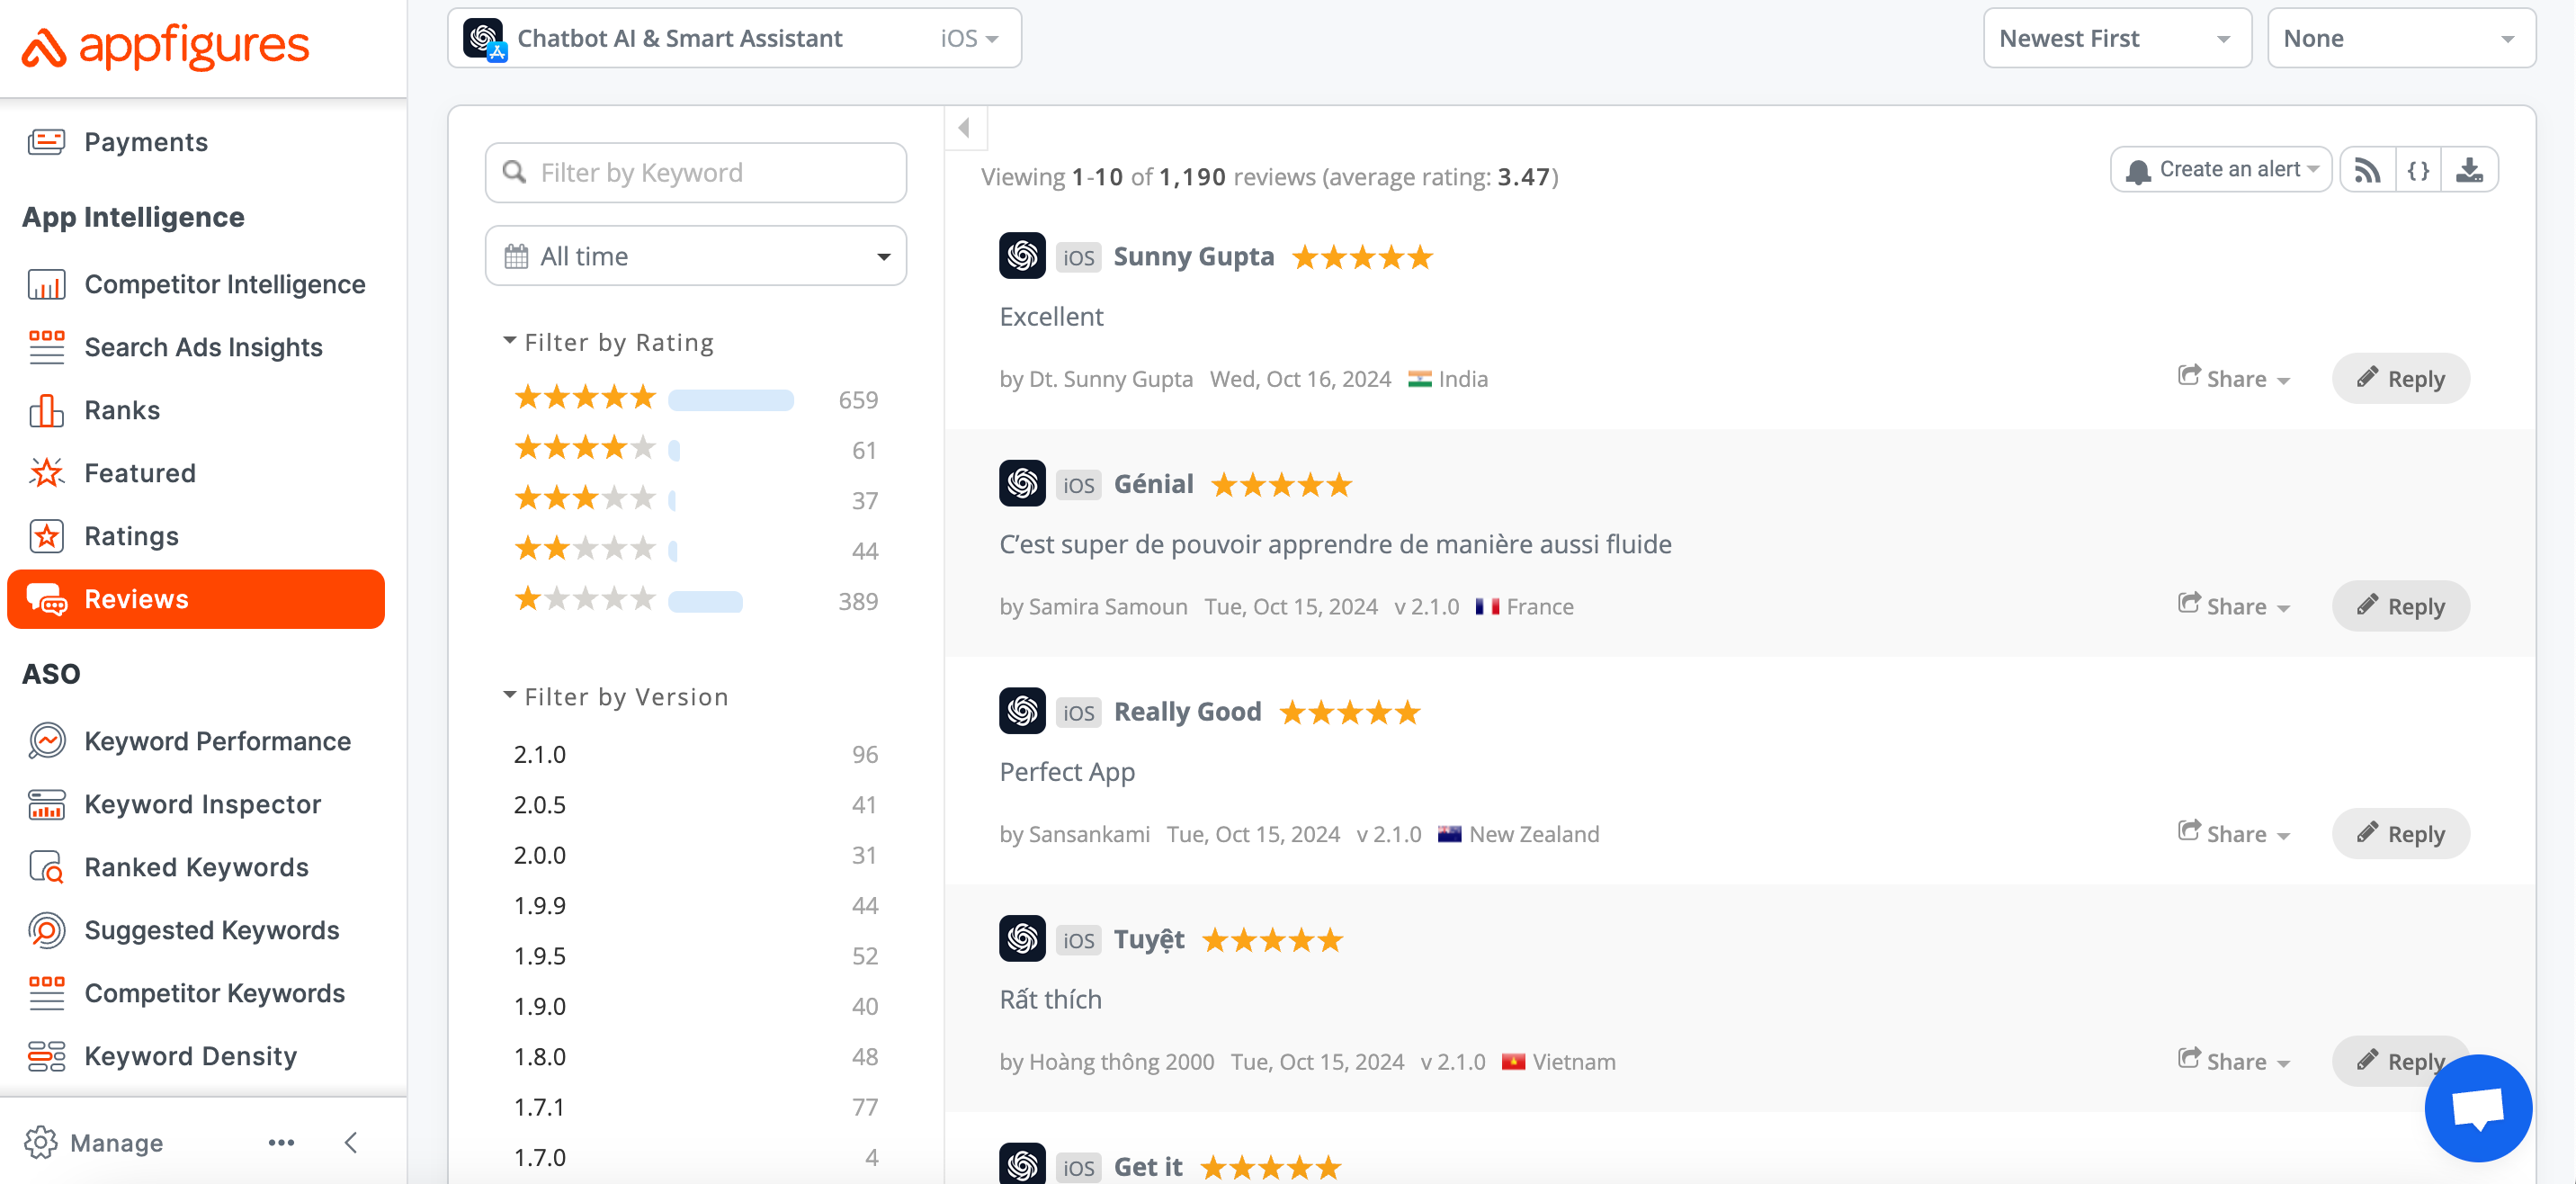 appfigures
Payments
App Intelligence
Competitor Intelligence
Search Ads Insights
Ranks
Featured
Ratings
Reviews
ASO
Keyword Performance
Keyword Inspector
Ranked Keywords
Suggested Keywords
Competitor Keywords
Keyword Density
Manage
Chatbot AI & Smart Assistant iOS
Newest First
None
Filter by Keyword
All time
Filter by Rating
659
61
37
44
389
Filter by Version
2.1.0 96
2.0.5 41
2.0.0 31
1.9.9 44
1.9.5 52
1.9.0 40
1.8.0 48
1.7.1 77
1.7.0 4
Viewing 1-10 of 1,190 reviews (average rating: 3.47)
Create an alert
{ }
iOS Sunny Gupta
Excellent
by Dt. Sunny Gupta Wed, Oct 16, 2024 India
Share Reply
iOS Génial
C’est super de pouvoir apprendre de manière aussi fluide
by Samira Samoun Tue, Oct 15, 2024 v 2.1.0 France
Share Reply
iOS Really Good
Perfect App
by Sansankami Tue, Oct 15, 2024 v 2.1.0 New Zealand
Share Reply
iOS Tuyệt
Rất thích
by Hoàng thông 2000 Tue, Oct 15, 2024 v 2.1.0 Vietnam
Share Reply
iOS Get it